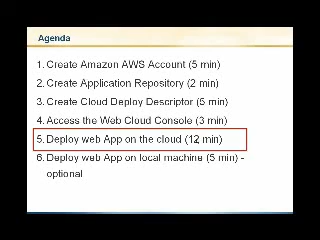 Agenda
1. Create Amazon AWS Account (5 min)
2. Create Application Repository (2 min)
3. Create Cloud Deploy Descriptor (5 min)
4. Access the Web Cloud Console (3 min)
5. Deploy web App on the cloud (12 min)
6. Deploy web App on local machine (5 min) -
optional